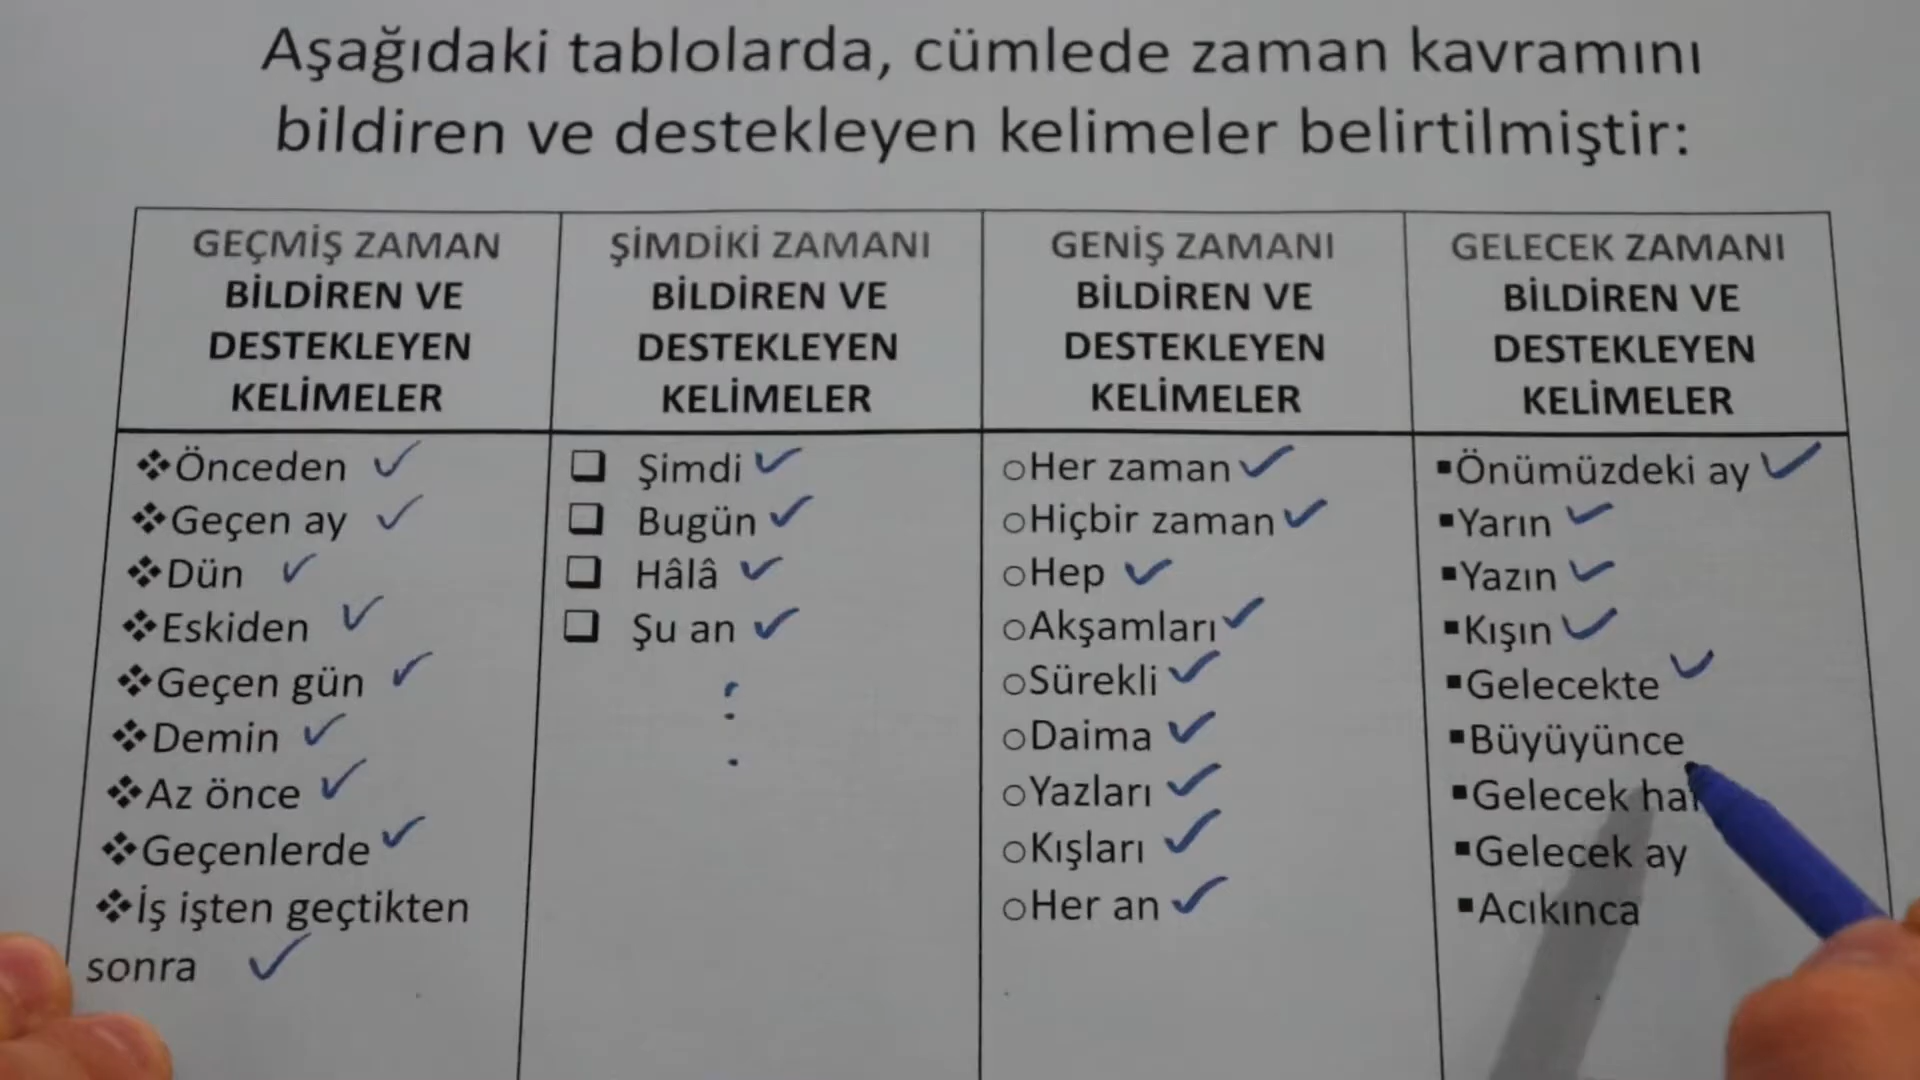 Aşağıdaki tablolarda, cümlede zaman kavramını
bildiren ve destekleyen kelimeler belirtilmiştir:
GEÇMİŞ ZAMAN
BİLDİREN VE
DESTEKLEYEN
KELİMELER
Önceden
Geçen ay
Dün
Eskiden
Geçen gün
Demin
Az önce
Geçenlerde
İş işten geçtikten
sonra
ŞİMDİKİ ZAMANI
BİLDİREN VE
DESTEKLEYEN
KELİMELER
Şimdi
Bugün
Hâlâ
Şu an
GENİŞ ZAMANI
BİLDİREN VE
DESTEKLEYEN
KELİMELER
Her zaman
Hiçbir zaman
Hep
Akşamları
Sürekli
Daima
Yazları
Kışları
Her an
GELECEK ZAMANI
BİLDİREN VE
DESTEKLEYEN
KELİMELER
Önümüzdeki ay
Yarın
Yazın
Kışın
Gelecekte
Büyüyünce
Gelecek
Gelecek ay
Acıkınca